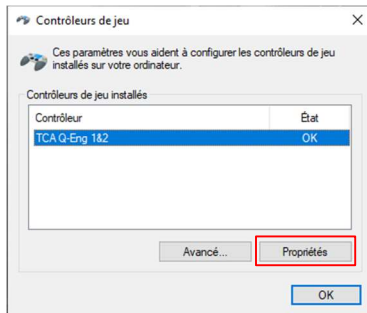 Contrôleurs de jeu
Ces paramètres vous aident à configurer les contrôleurs de jeu
installés sur votre ordinateur.
Contrôleurs de jeu installés
Contrôleur État
TCA Q-Eng 1&2 OK
Avancé... Propriétés
OK